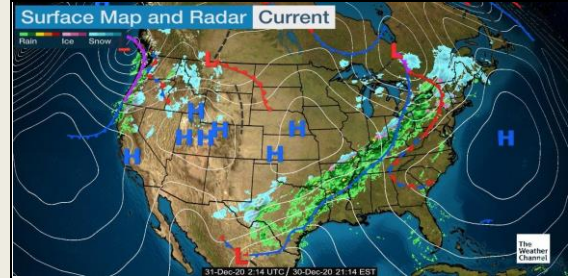 Surface Map and Radar Current
Rain Ice Snow
L
L
H
H
H
H
H
H
H
H
L
The
Weather
Channel
31-Dec-20 2:14 UTC / 30-Dec-20 21:14 EST